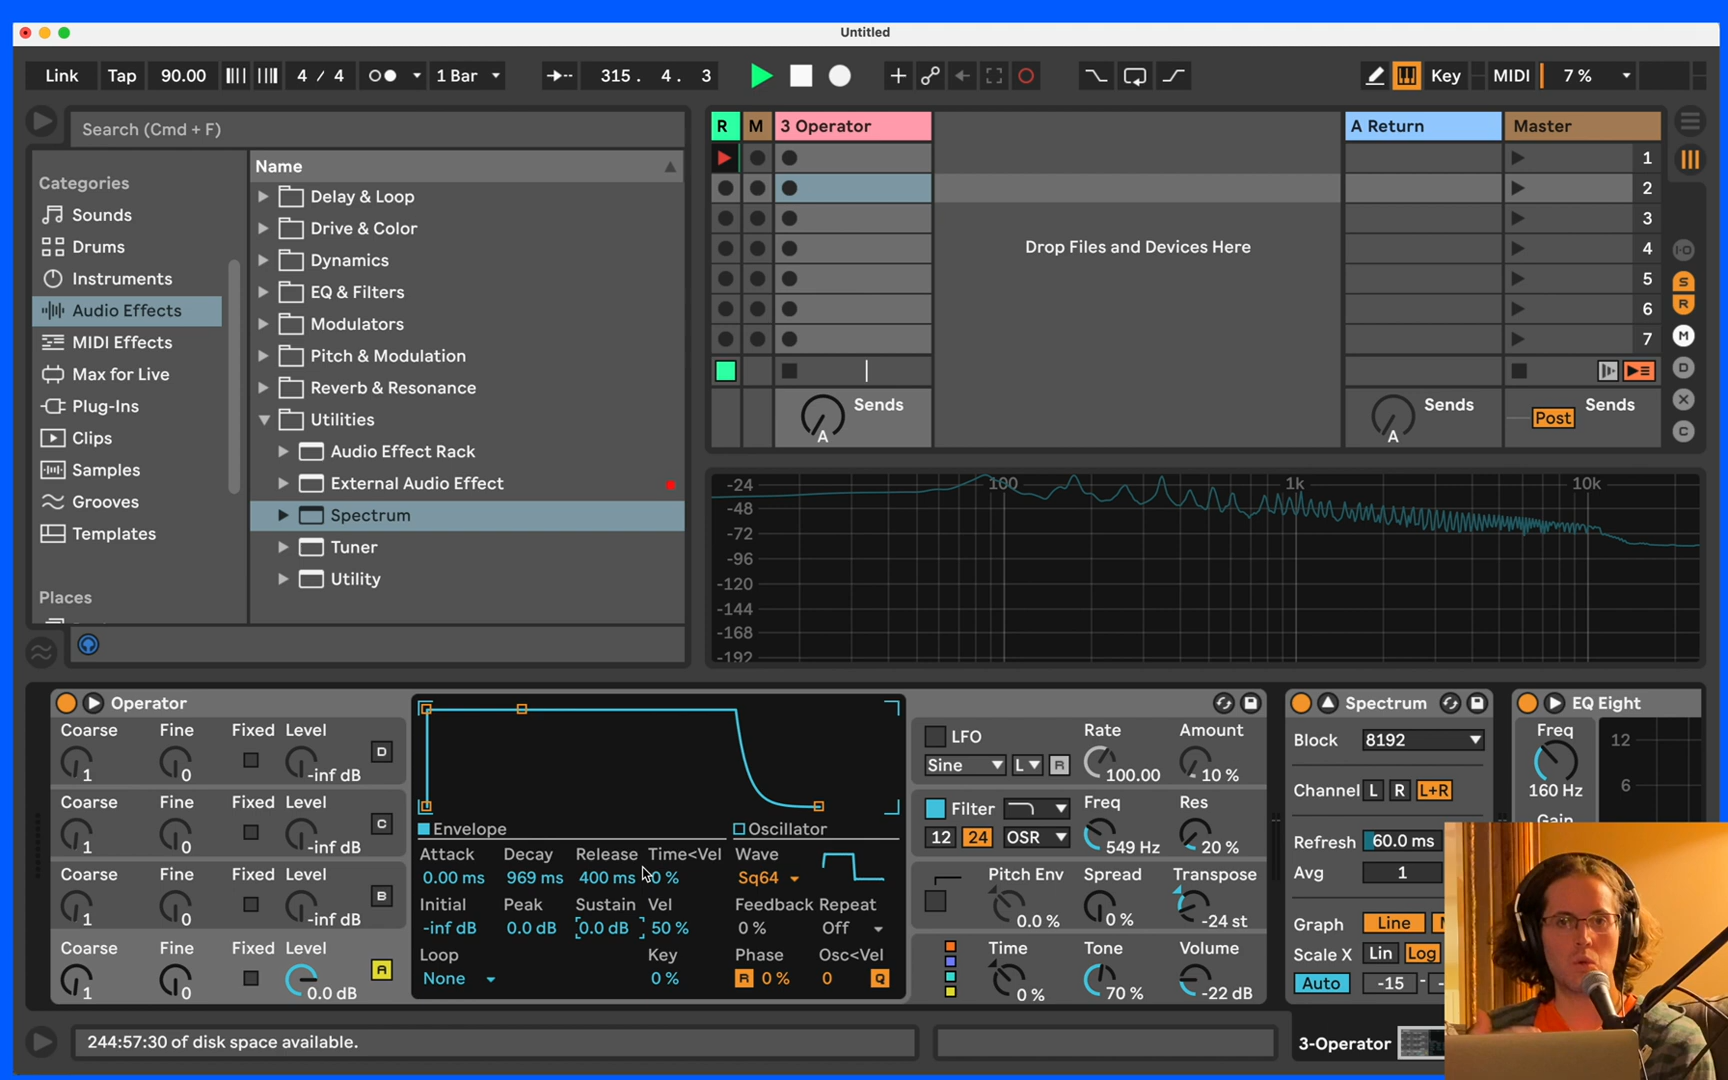 Untitled
Link Tap 90.00 4 / 4 1 Bar 315. 4. 3 Key MIDI 7 %
Search (Cmd + F)
Categories
Sounds
Drums
Instruments
Audio Effects
MIDI Effects
Max for Live
Plug-Ins
Clips
Samples
Grooves
Templates
Places
Name
Delay & Loop
Drive & Color
Dynamics
EQ & Filters
Modulators
Pitch & Modulation
Reverb & Resonance
Utilities
Audio Effect Rack
External Audio Effect
Spectrum
Tuner
Utility
R M 3 Operator A Return Master
1
2
3
4
5
6
7
Drop Files and Devices Here
Sends
A
Sends
A
Sends
Post
I·O
S
R
M
D
X
C
100 1k 10k
-24
-48
-72
-96
-120
-144
-168
-192
Operator
Coarse Fine Fixed Level
1 0 -inf dB D
Coarse Fine Fixed Level
1 0 -inf dB C
Coarse Fine Fixed Level
1 0 -inf dB B
Coarse Fine Fixed Level
1 0 0.0 dB A
Envelope Oscillator
Attack Decay Release Time<Vel Wave
0.00 ms 969 ms 400 ms 0 % Sq64
Initial Peak Sustain Vel Feedback Repeat
-inf dB 0.0 dB 0.0 dB 50 % 0 % Off
Loop Key Phase Osc<Vel
None 0 % R 0 % 0 Q
LFO Rate Amount
Sine L R 100.00 10 %
Filter Freq Res
12 24 OSR 549 Hz 20 %
Pitch Env Spread Transpose
0.0 % 0 % -24 st
Time Tone Volume
0 % 70 % -22 dB
Spectrum
Block 8192
Channel L R L+R
Refresh 60.0 ms
Avg 1
Graph Line
Scale X Lin Log
Auto -15 -
EQ Eight
Freq
160 Hz
Gain
12
6
244:57:30 of disk space available.
3-Operator